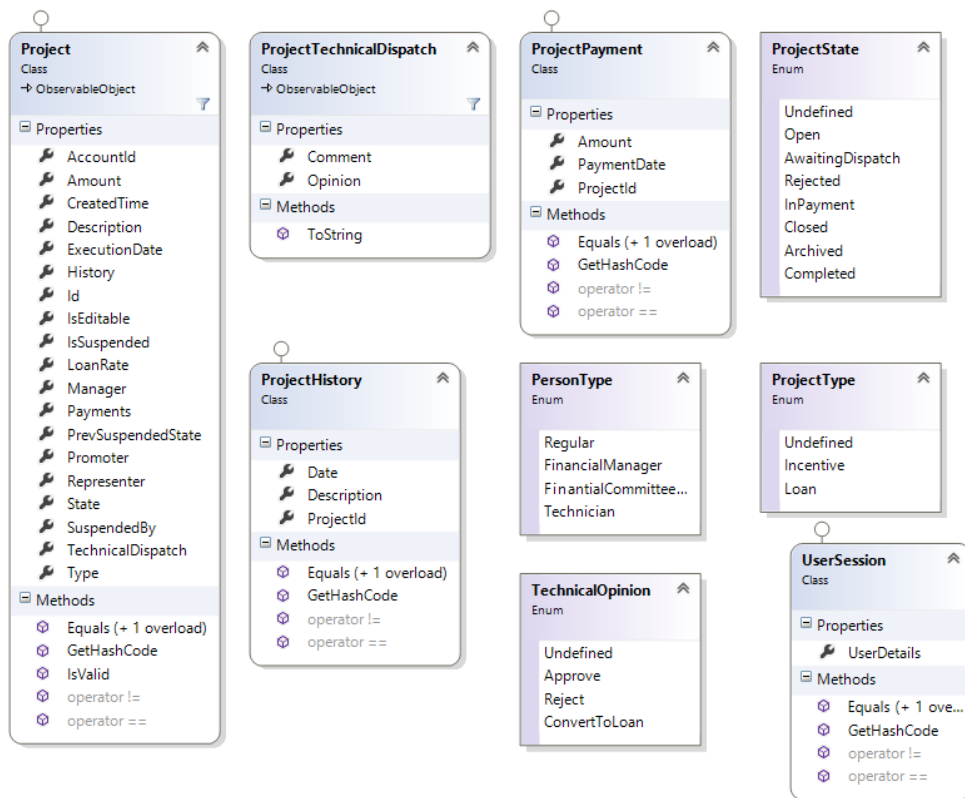 Project
Class
→ ObservableObject
Properties
AccountId
Amount
CreatedTime
Description
ExecutionDate
History
Id
IsEditable
IsSuspended
LoanRate
Manager
Payments
PrevSuspendedState
Promoter
Representer
State
SuspendedBy
TechnicalDispatch
Type
Methods
Equals (+ 1 overload)
GetHashCode
IsValid
operator !=
operator ==
ProjectTechnicalDispatch
Class
→ ObservableObject
Properties
Comment
Opinion
Methods
ToString
ProjectHistory
Class
Properties
Date
Description
ProjectId
Methods
Equals (+ 1 overload)
GetHashCode
operator !=
operator ==
ProjectPayment
Class
Properties
Amount
PaymentDate
ProjectId
Methods
Equals (+ 1 overload)
GetHashCode
operator !=
operator ==
PersonType
Enum
Regular
FinancialManager
FinantialCommittee...
Technician
TechnicalOpinion
Enum
Undefined
Approve
Reject
ConvertToLoan
ProjectState
Enum
Undefined
Open
AwaitingDispatch
Rejected
InPayment
Closed
Archived
Completed
ProjectType
Enum
Undefined
Incentive
Loan
UserSession
Class
Properties
UserDetails
Methods
Equals (+ 1 ove...
GetHashCode
operator !=
operator ==